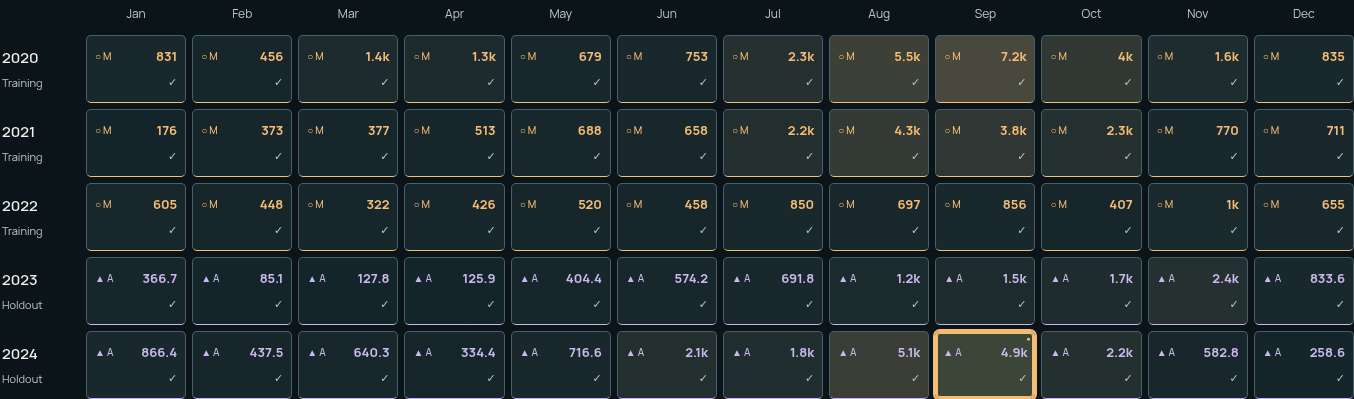 Jan Feb Mar Apr May Jun Jul Aug Sep Oct Nov Dec
2020 ○ M 831 ○ M 456 ○ M 1.4k ○ M 1.3k ○ M 679 ○ M 753 ○ M 2.3k ○ M 5.5k ○ M 7.2k ○ M 4k ○ M 1.6k ○ M 835
Training ✓ ✓ ✓ ✓ ✓ ✓ ✓ ✓ ✓ ✓ ✓ ✓
2021 ○ M 176 ○ M 373 ○ M 377 ○ M 513 ○ M 688 ○ M 658 ○ M 2.2k ○ M 4.3k ○ M 3.8k ○ M 2.3k ○ M 770 ○ M 711
Training ✓ ✓ ✓ ✓ ✓ ✓ ✓ ✓ ✓ ✓ ✓ ✓
2022 ○ M 605 ○ M 448 ○ M 322 ○ M 426 ○ M 520 ○ M 458 ○ M 850 ○ M 697 ○ M 856 ○ M 407 ○ M 1k ○ M 655
Training ✓ ✓ ✓ ✓ ✓ ✓ ✓ ✓ ✓ ✓ ✓ ✓
2023 ▲ A 366.7 ▲ A 85.1 ▲ A 127.8 ▲ A 125.9 ▲ A 404.4 ▲ A 574.2 ▲ A 691.8 ▲ A 1.2k ▲ A 1.5k ▲ A 1.7k ▲ A 2.4k ▲ A 833.6
Holdout ✓ ✓ ✓ ✓ ✓ ✓ ✓ ✓ ✓ ✓ ✓ ✓
2024 ▲ A 866.4 ▲ A 437.5 ▲ A 640.3 ▲ A 334.4 ▲ A 716.6 ▲ A 2.1k ▲ A 1.8k ▲ A 5.1k ▲ A 4.9k ▲ A 2.2k ▲ A 582.8 ▲ A 258.6
Holdout ✓ ✓ ✓ ✓ ✓ ✓ ✓ ✓ ✓ ✓ ✓ ✓